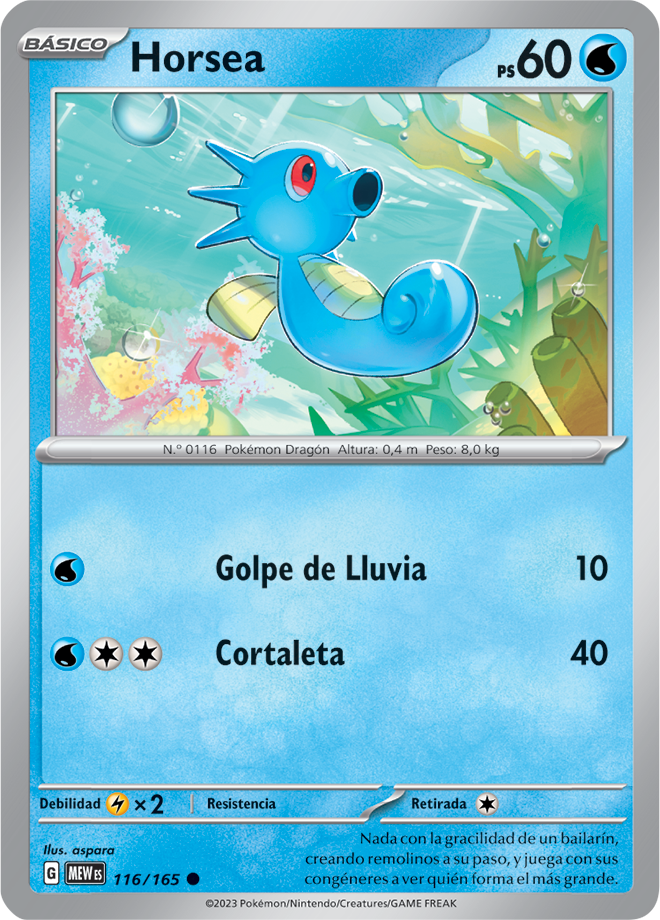 BÁSICO
Horsea
PS 60
N.º 0116 Pokémon Dragón Altura: 0,4 m Peso: 8,0 kg
Golpe de Lluvia 10
Cortaleta 40
Debilidad ×2 Resistencia Retirada
Ilus. aspara
Nada con la gracilidad de un bailarín,
creando remolinos a su paso, y juega con sus
congéneres a ver quién forma el más grande.
G MEW ES 116/165
©2023 Pokémon/Nintendo/Creatures/GAME FREAK